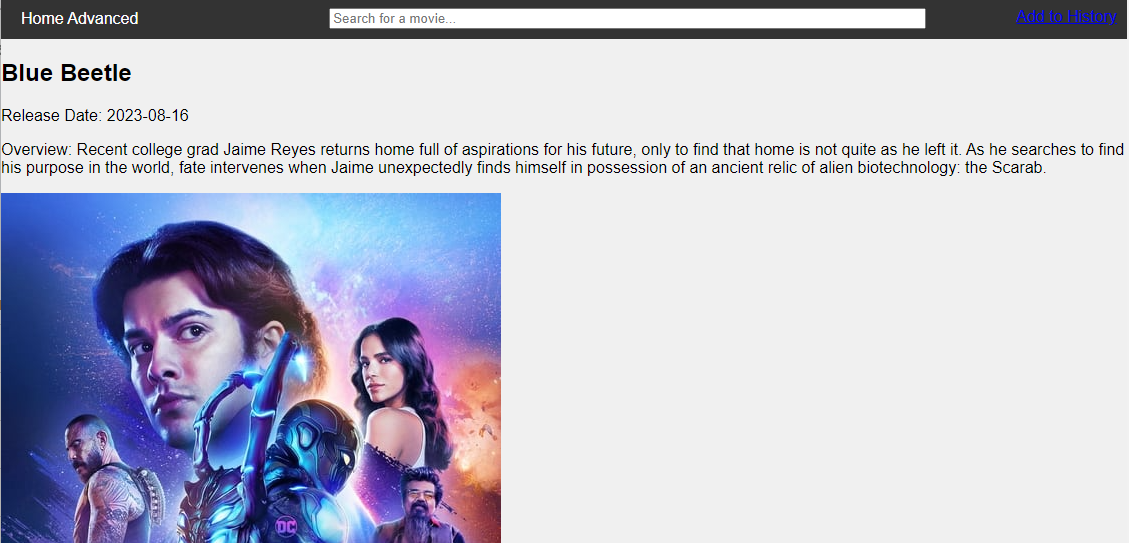 Home Advanced
Search for a movie...
Add to History
Blue Beetle
Release Date: 2023-08-16
Overview: Recent college grad Jaime Reyes returns home full of aspirations for his future, only to find that home is not quite as he left it. As he searches to find
his purpose in the world, fate intervenes when Jaime unexpectedly finds himself in possession of an ancient relic of alien biotechnology: the Scarab.
DC